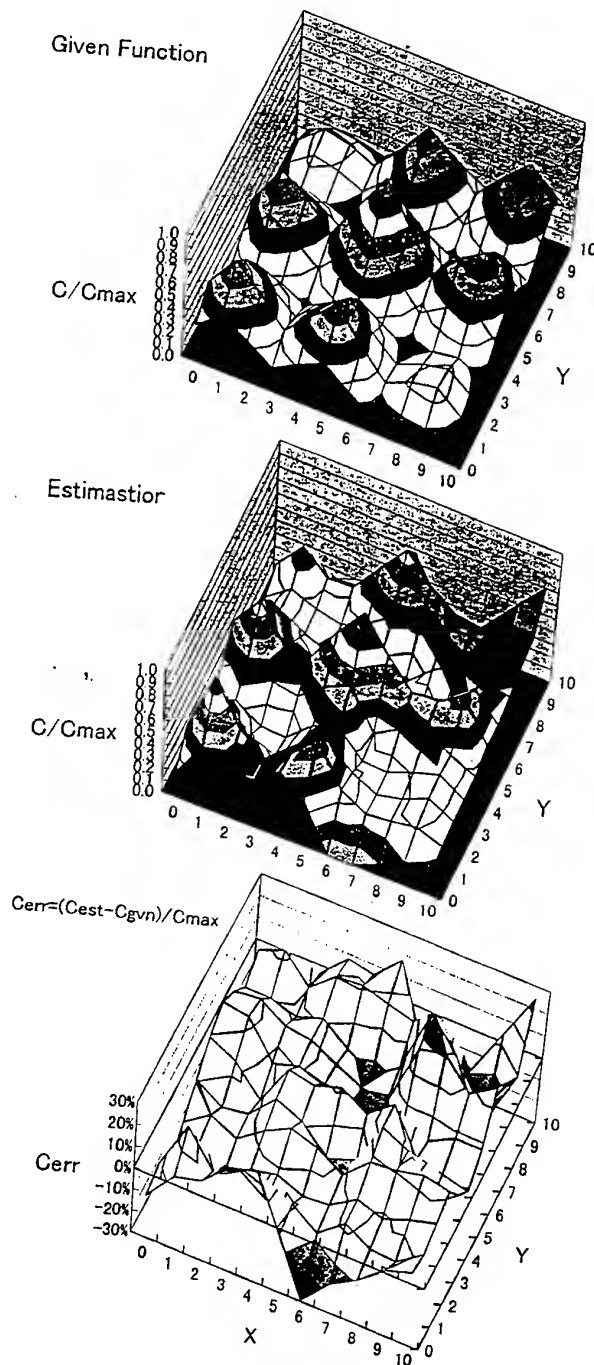 Given Function
1.0
0.9
0.8
0.7
0.6
0.5
0.4
0.3
0.2
0.1
0.0
C/Cmax
0 1 2 3 4 5 6 7 8 9 10
0 1 2 3 4 5 6 7 8 9 10
Y
Estimastior
1.0
0.9
0.8
0.7
0.6
0.5
0.4
0.3
0.2
0.1
0.0
C/Cmax
0 1 2 3 4 5 6 7 8 9 10
0 1 2 3 4 5 6 7 8 9 10
Y
Cerr=(Cest-Cgvn)/Cmax
30%
20%
10%
0%
-10%
-20%
-30%
Cerr
0 1 2 3 4 5 6 7 8 9 10
X
0 1 2 3 4 5 6 7 8 9 10
Y